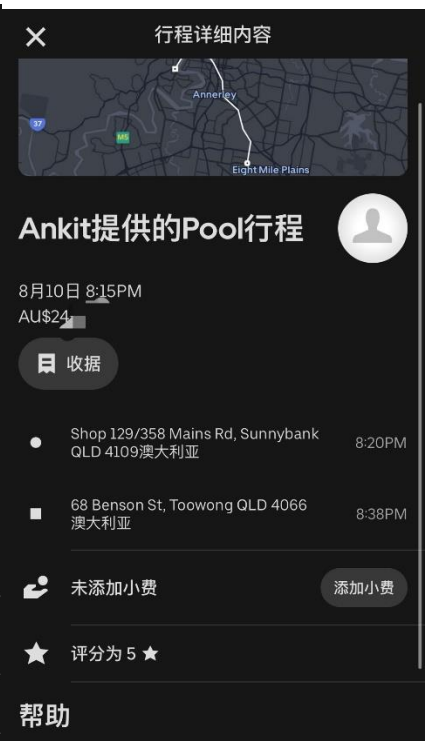 行程详细内容
Annerley
37
M5
Eight Mile Plains
Ankit提供的Pool行程
8月10日 8:15PM
AU$24
收据
Shop 129/358 Mains Rd, Sunnybank
QLD 4109澳大利亚
8:20PM
68 Benson St, Toowong QLD 4066
澳大利亚
8:38PM
未添加小费
添加小费
评分为 5 ★
帮助